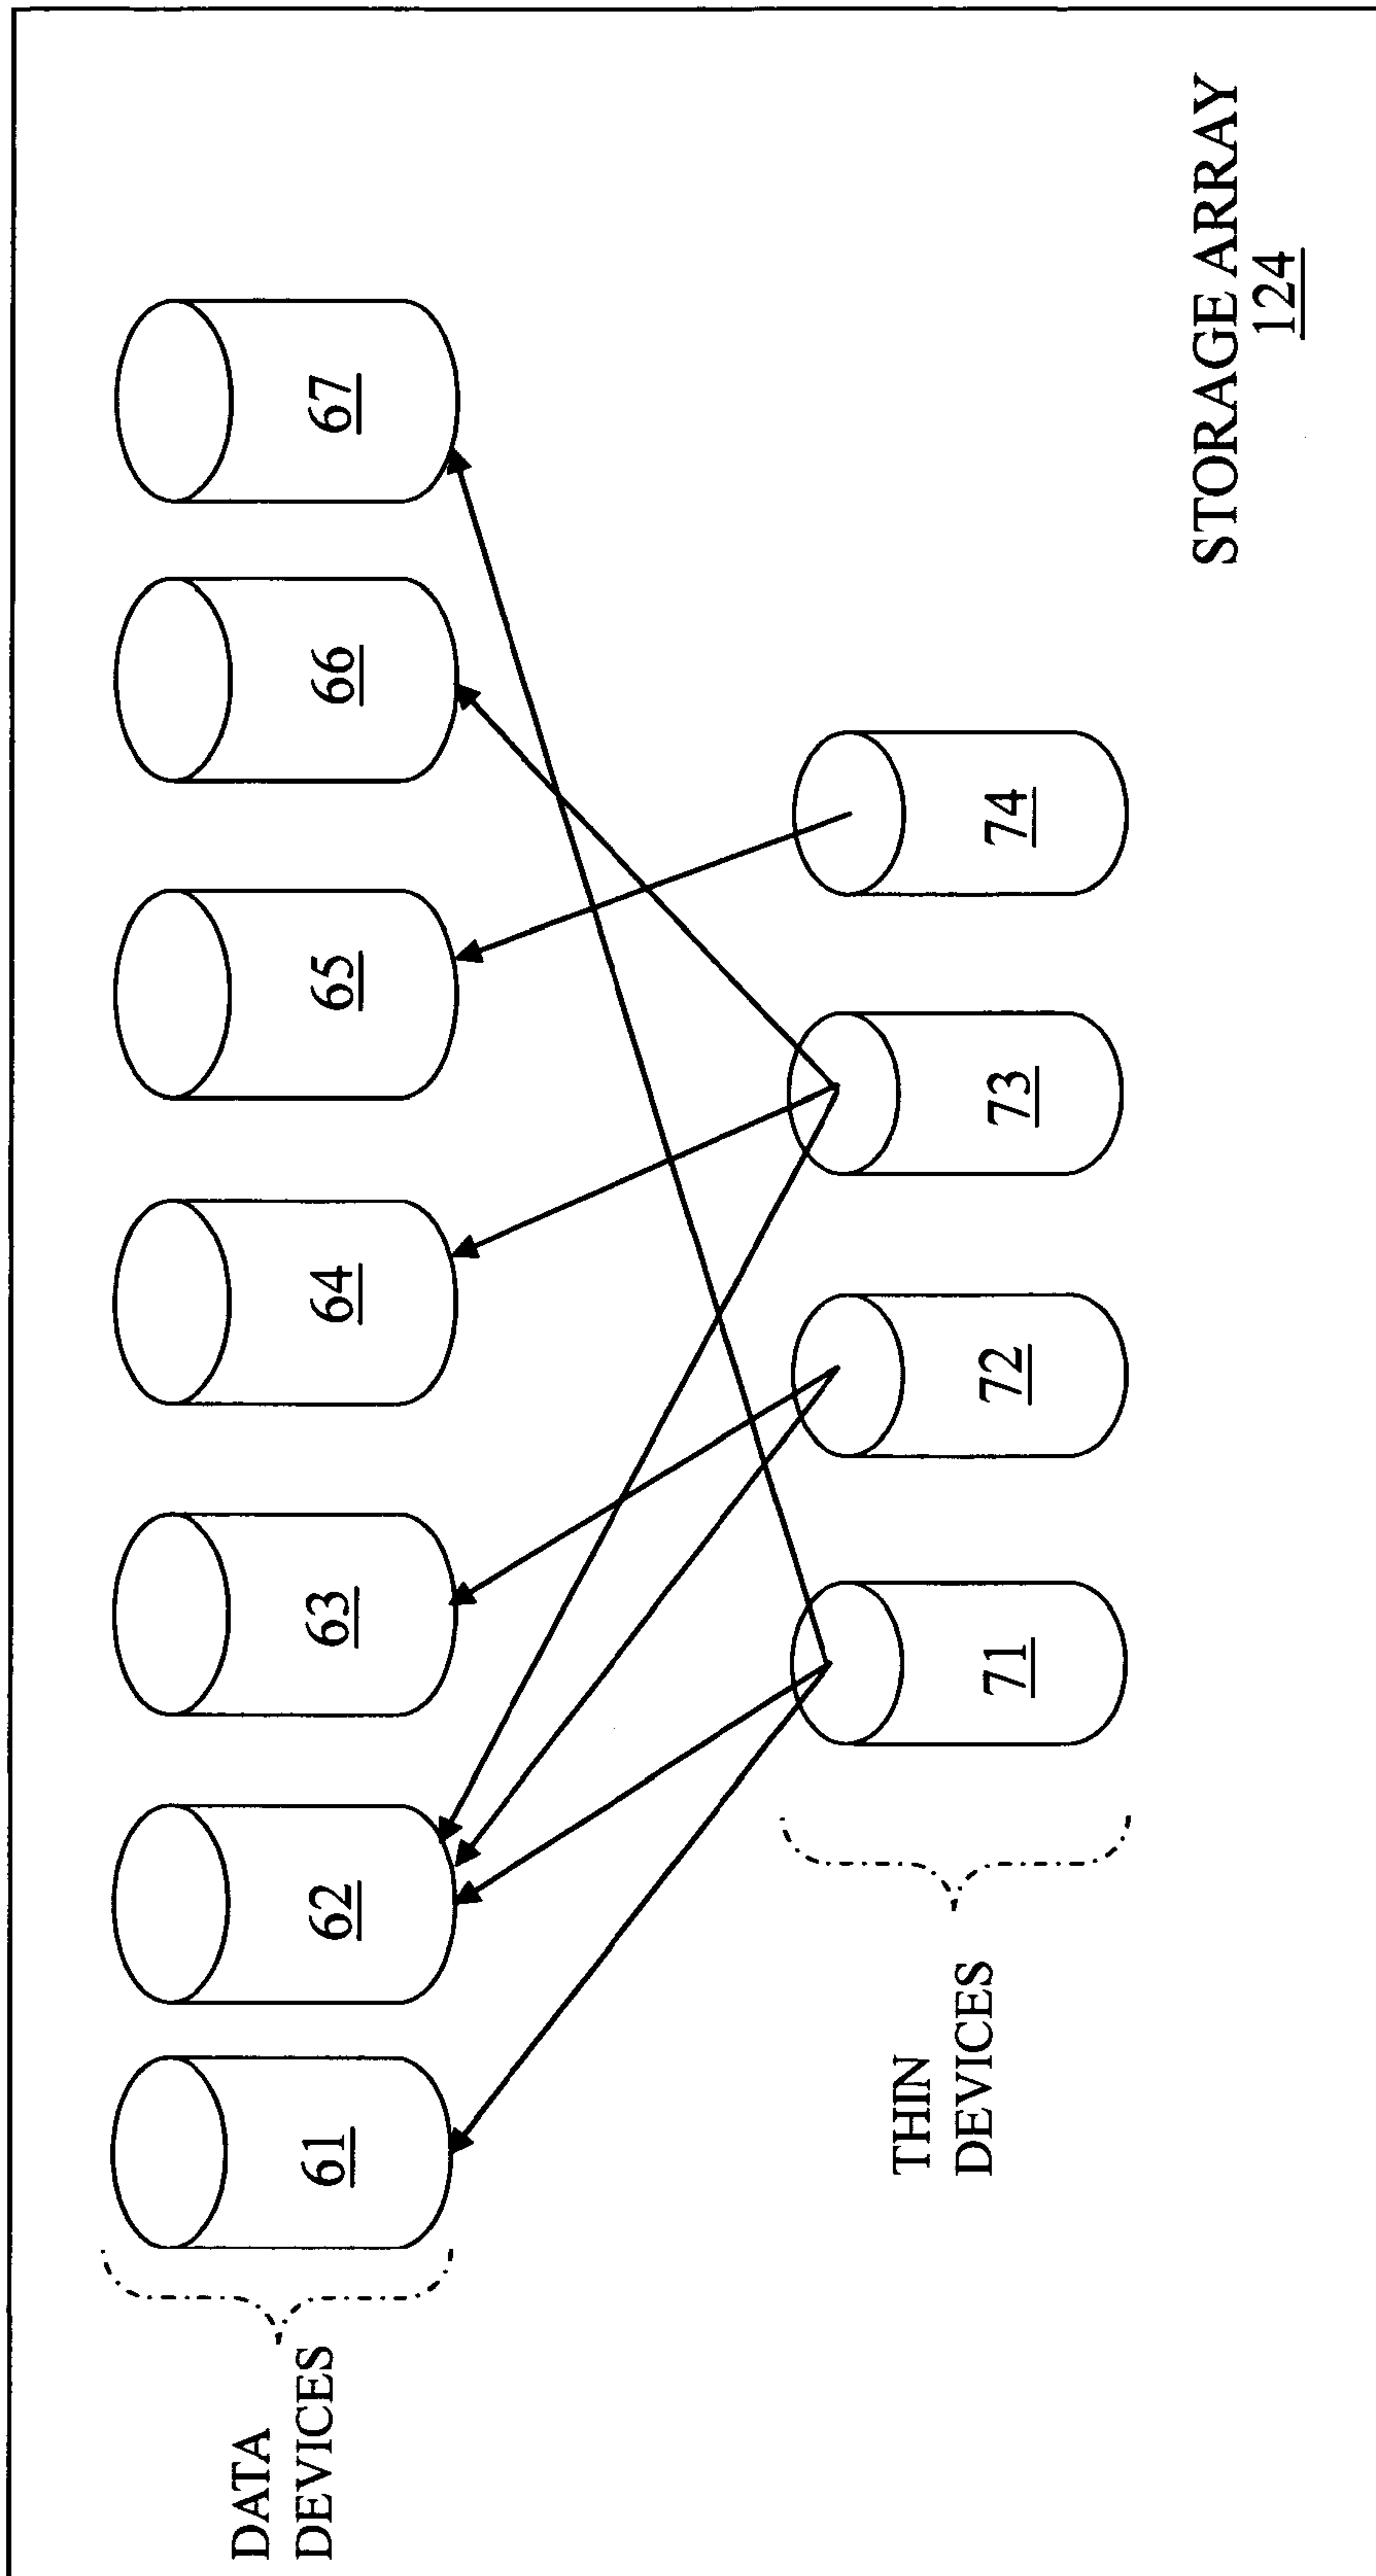 DATA
DEVICES
61
62
63
64
65
66
67
THIN
DEVICES
71
72
73
74
STORAGE ARRAY
124